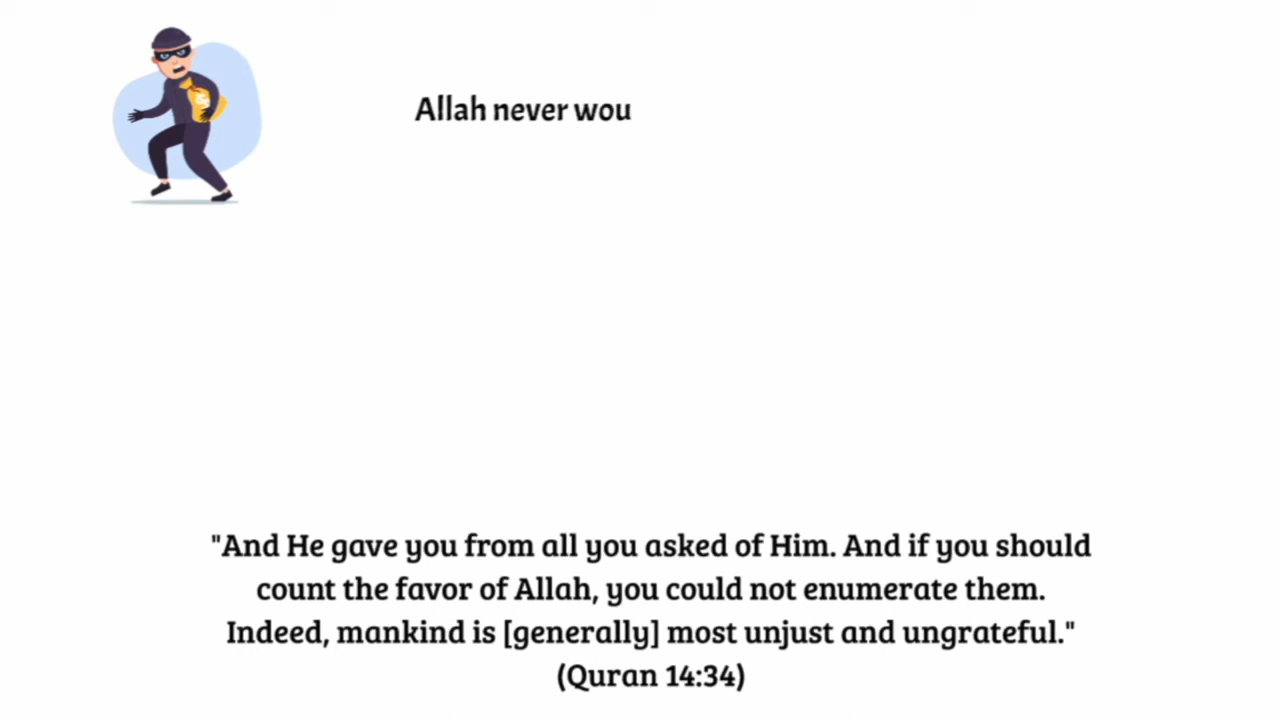 Allah never wou
"And He gave you from all you asked of Him. And if you should
count the favor of Allah, you could not enumerate them.
Indeed, mankind is [generally] most unjust and ungrateful."
(Quran 14:34)